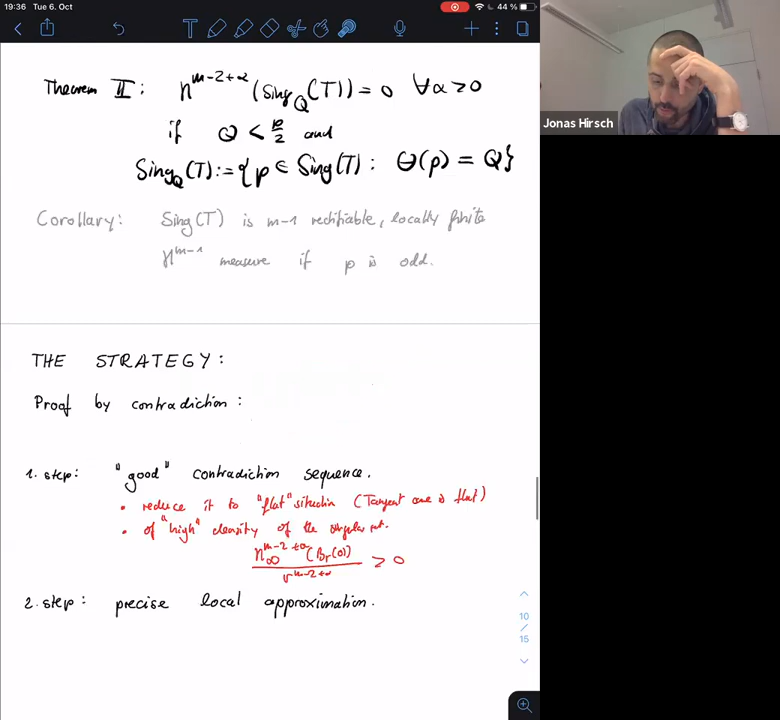 19:36 Tue 6. Oct
44 %
Jonas Hirsch
Theorem II : H^{m-2+α} (Sing_Q (T)) = 0 ∀α>0
if Q < p/2 and
Sing_Q (T) := {p ∈ Sing(T) : Θ(p) = Q}
Corollary: Sing(T) is m-1 rectifiable, locally finite
H^{m-1} measure if p is odd.
THE STRATEGY :
Proof by contradiction :
1. step: "good" contradiction sequence.
• reduce it to "flat" situation (Tangent cone is flat)
• of "high" density of the singular set.
H_∞^{m-2+α} (B_r(0)) / r^{m-2+α} > 0
2. step: precise local approximation.
10
/
15